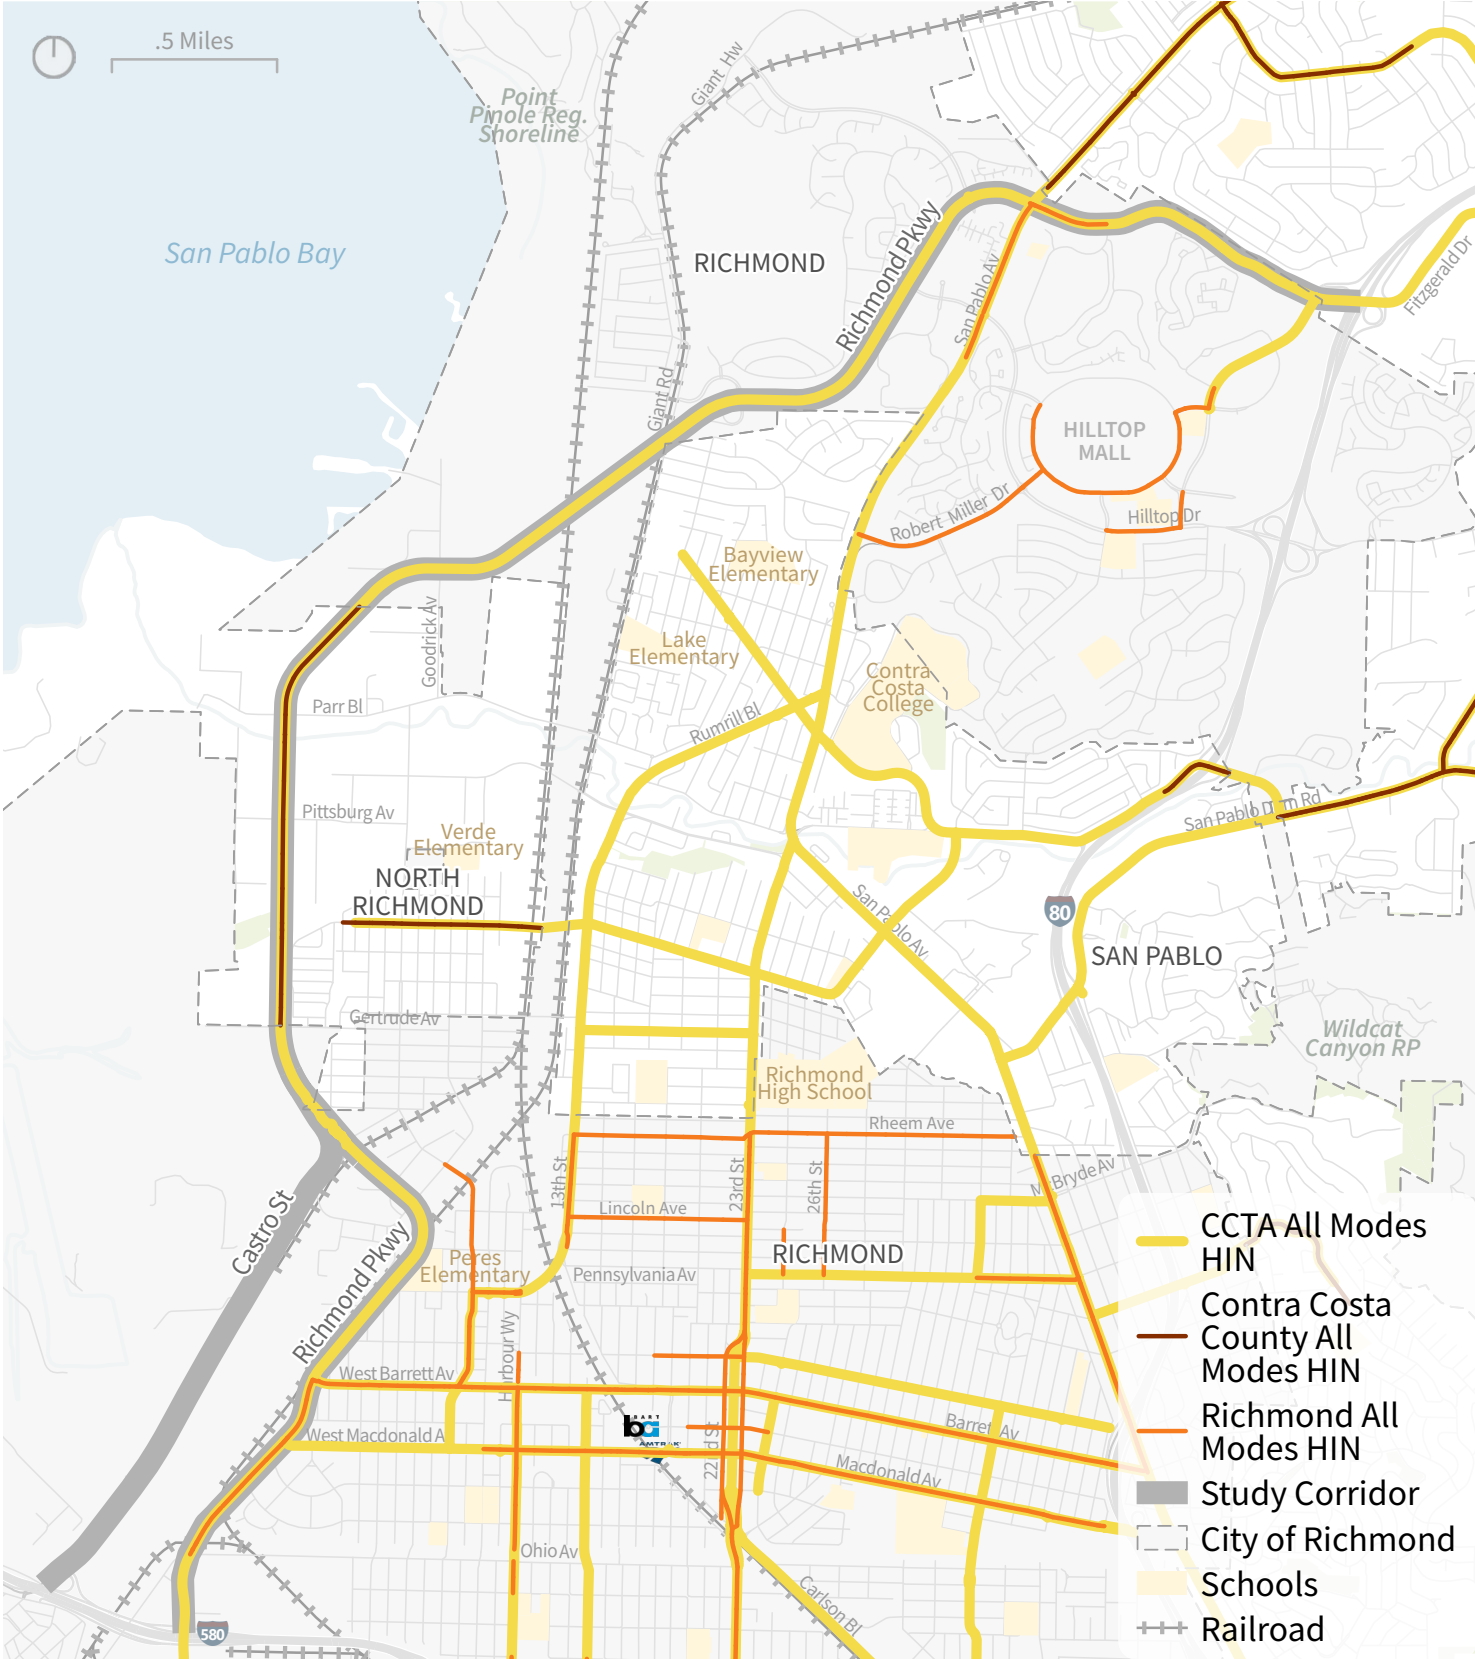 .5 Miles
Point
Pinole Reg.
Shoreline
Giant Hw
San Pablo Bay
RICHMOND
Richmond Pkwy
San Pablo Av
Fitzgerald Dr
Giant Rd
HILLTOP
MALL
Robert Miller Dr
Hilltop Dr
Bayview
Elementary
Goodrick Av
Lake
Elementary
Contra
Costa
College
Parr Bl
Rumrill Bl
Pittsburg Av
Verde
Elementary
San Pablo Dam Rd
NORTH
RICHMOND
San Pablo Av
80
SAN PABLO
Gertrude Av
Wildcat
Canyon RP
Richmond
High School
Rheem Ave
13th St
23rd St
26th St
McBryde Av
Lincoln Ave
Castro St
Richmond Pkwy
RICHMOND
Peres
Elementary
Pennsylvania Av
Harbour Wy
West Barrett Av
West Macdonald A
22nd St
Barret Av
Macdonald Av
BART
ba
AMTRAK
Ohio Av
Carlson Bl
580
CCTA All Modes
HIN
Contra Costa
County All
Modes HIN
Richmond All
Modes HIN
Study Corridor
City of Richmond
Schools
Railroad